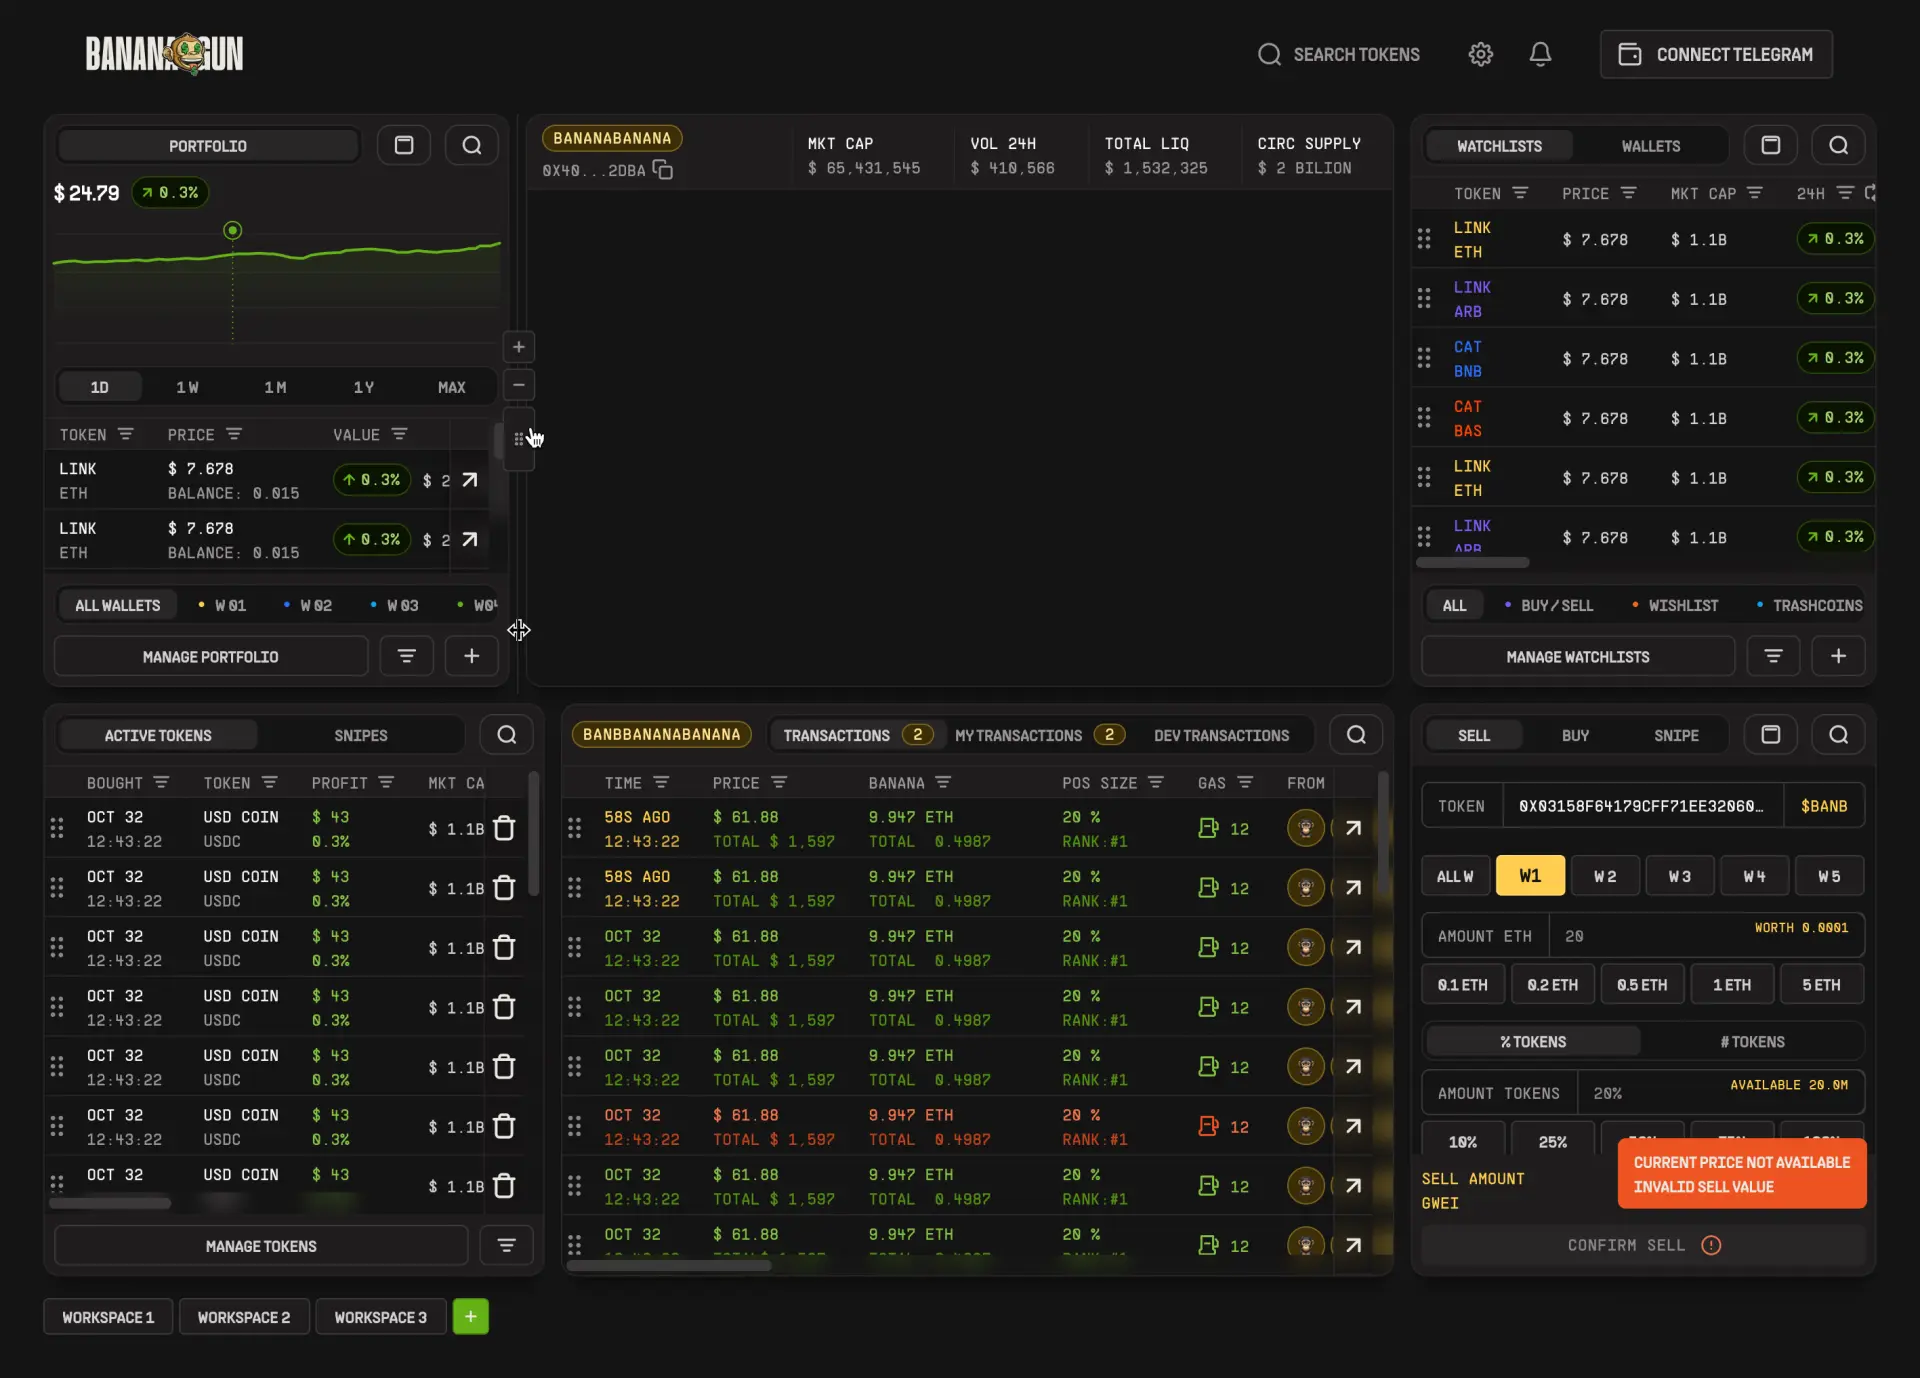 BANANA GUN
SEARCH TOKENS
CONNECT TELEGRAM
PORTFOLIO
$ 24.79
0.3%
1D 1W 1M 1Y MAX
TOKEN PRICE VALUE
LINK $ 7.678
ETH BALANCE: 0.015 0.3% $ 2
LINK $ 7.678
ETH BALANCE: 0.015 0.3% $ 2
ALL WALLETS W 01 W 02 W 03
MANAGE PORTFOLIO
BANANABANANA
0X40...2DBA
MKT CAP
$ 65,431,545
VOL 24H
$ 410,566
TOTAL LIQ
$ 1,532,325
CIRC SUPPLY
$ 2 BILION
WATCHLISTS WALLETS
TOKEN PRICE MKT CAP 24H
LINK
ETH $ 7.678 $ 1.1B 0.3%
LINK
ARB $ 7.678 $ 1.1B 0.3%
CAT
BNB $ 7.678 $ 1.1B 0.3%
CAT
BAS $ 7.678 $ 1.1B 0.3%
LINK
ETH $ 7.678 $ 1.1B 0.3%
LINK
ARB $ 7.678 $ 1.1B 0.3%
ALL BUY/SELL WISHLIST TRASHCOINS
MANAGE WATCHLISTS
ACTIVE TOKENS SNIPES
BOUGHT TOKEN PROFIT MKT CA
OCT 32 USD COIN $ 43
12:43:22 USDC 0.3% $ 1.1B
OCT 32 USD COIN $ 43
12:43:22 USDC 0.3% $ 1.1B
OCT 32 USD COIN $ 43
12:43:22 USDC 0.3% $ 1.1B
OCT 32 USD COIN $ 43
12:43:22 USDC 0.3% $ 1.1B
OCT 32 USD COIN $ 43
12:43:22 USDC 0.3% $ 1.1B
OCT 32 USD COIN $ 43
12:43:22 USDC 0.3% $ 1.1B
OCT 32 USD COIN $ 43
$ 1.1B
MANAGE TOKENS
BANBBANANABANANA
TRANSACTIONS 2 MY TRANSACTIONS 2 DEV TRANSACTIONS
TIME PRICE BANANA POS SIZE GAS FROM
58S AGO $ 61.88 9.947 ETH 20 %
12:43:22 TOTAL $ 1,597 TOTAL 0.4987 RANK:#1 12
58S AGO $ 61.88 9.947 ETH 20 %
12:43:22 TOTAL $ 1,597 TOTAL 0.4987 RANK:#1 12
OCT 32 $ 61.88 9.947 ETH 20 %
12:43:22 TOTAL $ 1,597 TOTAL 0.4987 RANK:#1 12
OCT 32 $ 61.88 9.947 ETH 20 %
12:43:22 TOTAL $ 1,597 TOTAL 0.4987 RANK:#1 12
OCT 32 $ 61.88 9.947 ETH 20 %
12:43:22 TOTAL $ 1,597 TOTAL 0.4987 RANK:#1 12
OCT 32 $ 61.88 9.947 ETH 20 %
12:43:22 TOTAL $ 1,597 TOTAL 0.4987 RANK:#1 12
OCT 32 $ 61.88 9.947 ETH 20 %
12:43:22 TOTAL $ 1,597 TOTAL 0.4987 RANK:#1 12
OCT 32 $ 61.88 9.947 ETH 20 %
12
SELL BUY SNIPE
TOKEN 0X03158F64179CFF71EE32060... $BANB
ALL W W1 W 2 W 3 W 4 W 5
AMOUNT ETH 20 WORTH 0.0001
0.1 ETH 0.2 ETH 0.5 ETH 1 ETH 5 ETH
% TOKENS # TOKENS
AMOUNT TOKENS 20% AVAILABLE 20.0M
10% 25%
CURRENT PRICE NOT AVAILABLE
INVALID SELL VALUE
SELL AMOUNT
GWEI
CONFIRM SELL
WORKSPACE 1 WORKSPACE 2 WORKSPACE 3